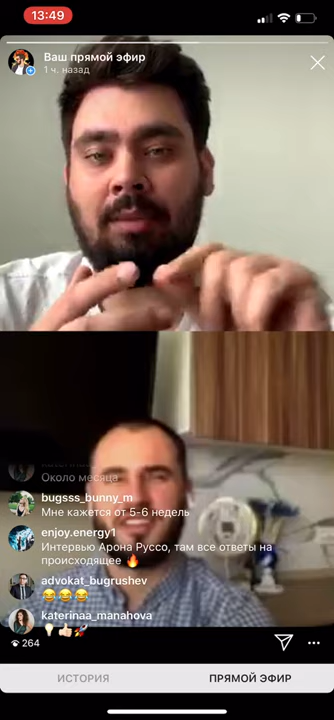 13:49
Ваш прямой эфир
1 ч. назад
Около месяца
bugsss_bunny_m
Мне кажется от 5-6 недель
enjoy.energy1
Интервью Арона Руссо, там все ответы на
происходящее 🔥
advokat_bugrushev
😂😂😂
katerinaa_manahova
💡👍🏻🚀
264
ИСТОРИЯ
ПРЯМОЙ ЭФИР